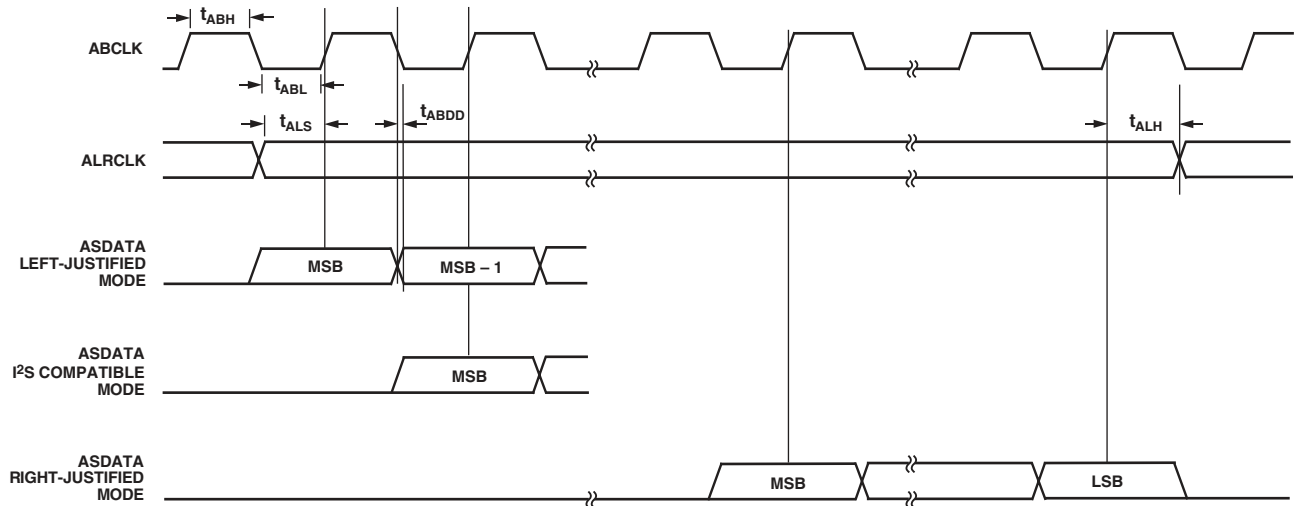 tABH
ABCLK
tABL
tABDD
tALS
tALH
ALRCLK
ASDATA
LEFT-JUSTIFIED
MODE
MSB
MSB – 1
ASDATA
I²S COMPATIBLE
MODE
MSB
ASDATA
RIGHT-JUSTIFIED
MODE
MSB
LSB